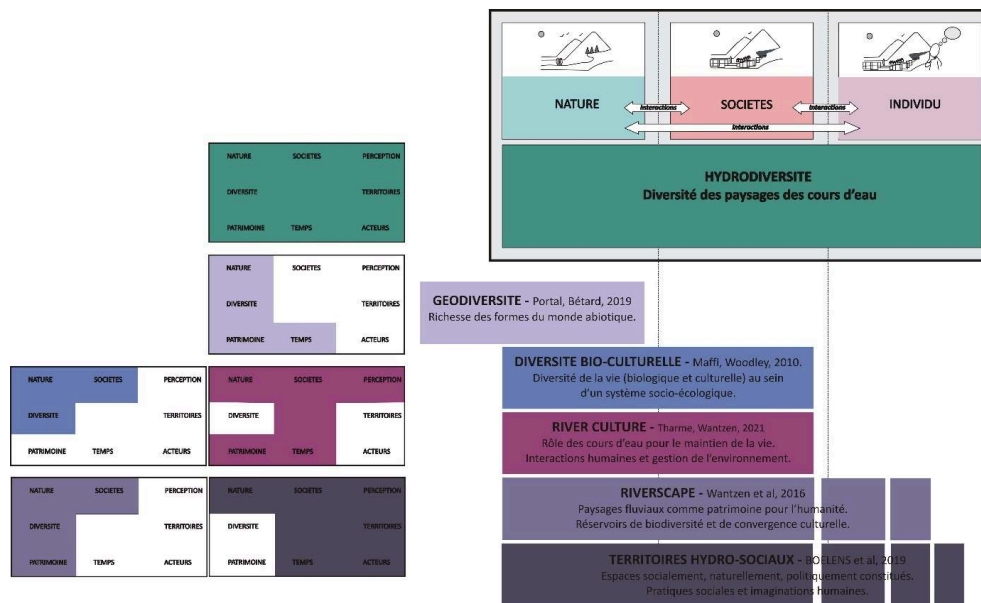 NATURE SOCIETES INDIVIDU
Interactions Interactions
Interactions
HYDRODIVERSITE
Diversité des paysages des cours d'eau
NATURE SOCIETES PERCEPTION
DIVERSITE TERRITOIRES
PATRIMOINE TEMPS ACTEURS
NATURE SOCIETES PERCEPTION
DIVERSITE TERRITOIRES
PATRIMOINE TEMPS ACTEURS
GEODIVERSITE - Portal, Bétard, 2019
Richesse des formes du monde abiotique.
NATURE SOCIETES PERCEPTION
DIVERSITE TERRITOIRES
PATRIMOINE TEMPS ACTEURS
NATURE SOCIETES PERCEPTION
DIVERSITE TERRITOIRES
PATRIMOINE TEMPS ACTEURS
DIVERSITE BIO-CULTURELLE - Maffi, Woodley, 2010.
Diversité de la vie (biologique et culturelle) au sein
d'un système socio-écologique.
RIVER CULTURE - Tharme, Wantzen, 2021
Rôle des cours d'eau pour le maintien de la vie.
Interactions humaines et gestion de l'environnement.
NATURE SOCIETES PERCEPTION
DIVERSITE TERRITOIRES
PATRIMOINE TEMPS ACTEURS
NATURE SOCIETES PERCEPTION
DIVERSITE TERRITOIRES
PATRIMOINE TEMPS ACTEURS
RIVERSCAPE - Wantzen et al, 2016
Paysages fluviaux comme patrimoine pour l'humanité.
Réservoirs de biodiversité et de convergence culturelle.
TERRITOIRES HYDRO-SOCIAUX - BOELENS et al, 2019
Espaces socialement, naturellement, politiquement constitués.
Pratiques sociales et imaginations humaines.